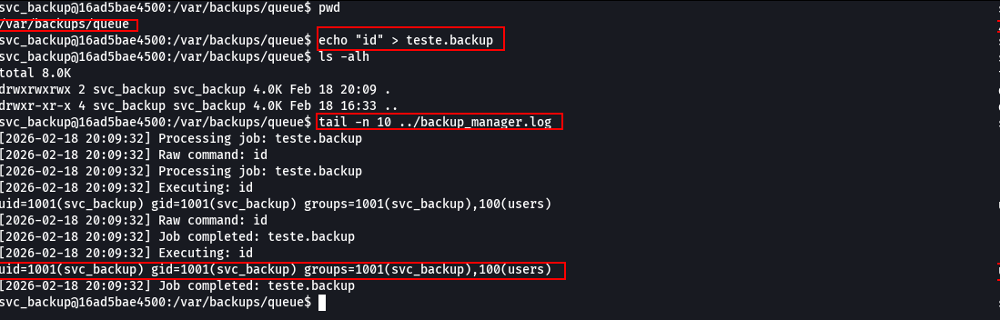 svc_backup@16ad5bae4500:/var/backups/queue$ pwd
/var/backups/queue
svc_backup@16ad5bae4500:/var/backups/queue$ echo "id" > teste.backup
svc_backup@16ad5bae4500:/var/backups/queue$ ls -alh
total 8.0K
drwxrwxrwx 2 svc_backup svc_backup 4.0K Feb 18 20:09 .
drwxr-xr-x 4 svc_backup svc_backup 4.0K Feb 18 16:33 ..
svc_backup@16ad5bae4500:/var/backups/queue$ tail -n 10 ../backup_manager.log
[2026-02-18 20:09:32] Processing job: teste.backup
[2026-02-18 20:09:32] Raw command: id
[2026-02-18 20:09:32] Processing job: teste.backup
[2026-02-18 20:09:32] Executing: id
uid=1001(svc_backup) gid=1001(svc_backup) groups=1001(svc_backup),100(users)
[2026-02-18 20:09:32] Raw command: id
[2026-02-18 20:09:32] Job completed: teste.backup
[2026-02-18 20:09:32] Executing: id
uid=1001(svc_backup) gid=1001(svc_backup) groups=1001(svc_backup),100(users)
[2026-02-18 20:09:32] Job completed: teste.backup
svc_backup@16ad5bae4500:/var/backups/queue$